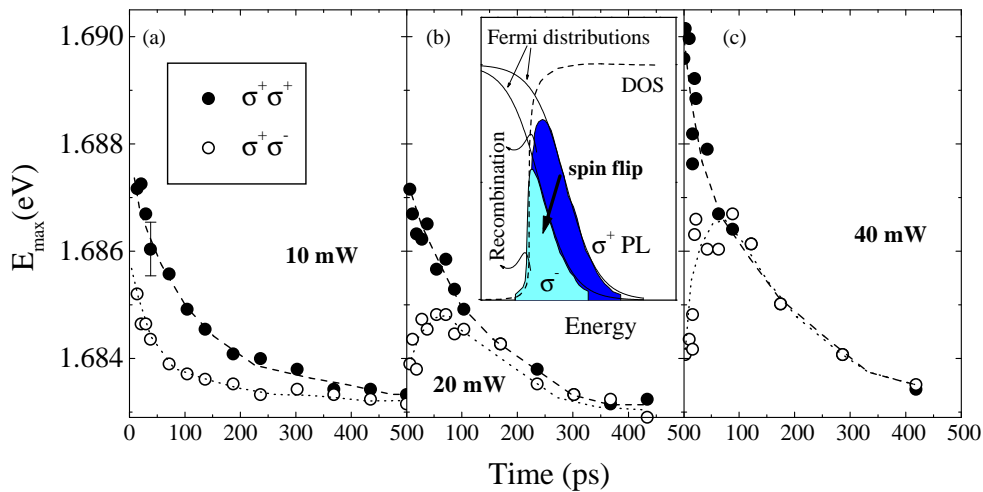 1.690
1.688
1.686
1.684
E_max (eV)
(a)
σ⁺σ⁺
σ⁺σ⁻
10 mW
(b)
Fermi distributions
DOS
Recombination
spin flip
σ⁺ PL
σ⁻
Energy
20 mW
(c)
40 mW
0 100 200 300 400 500
100 200 300 400 500
100 200 300 400 500
Time (ps)